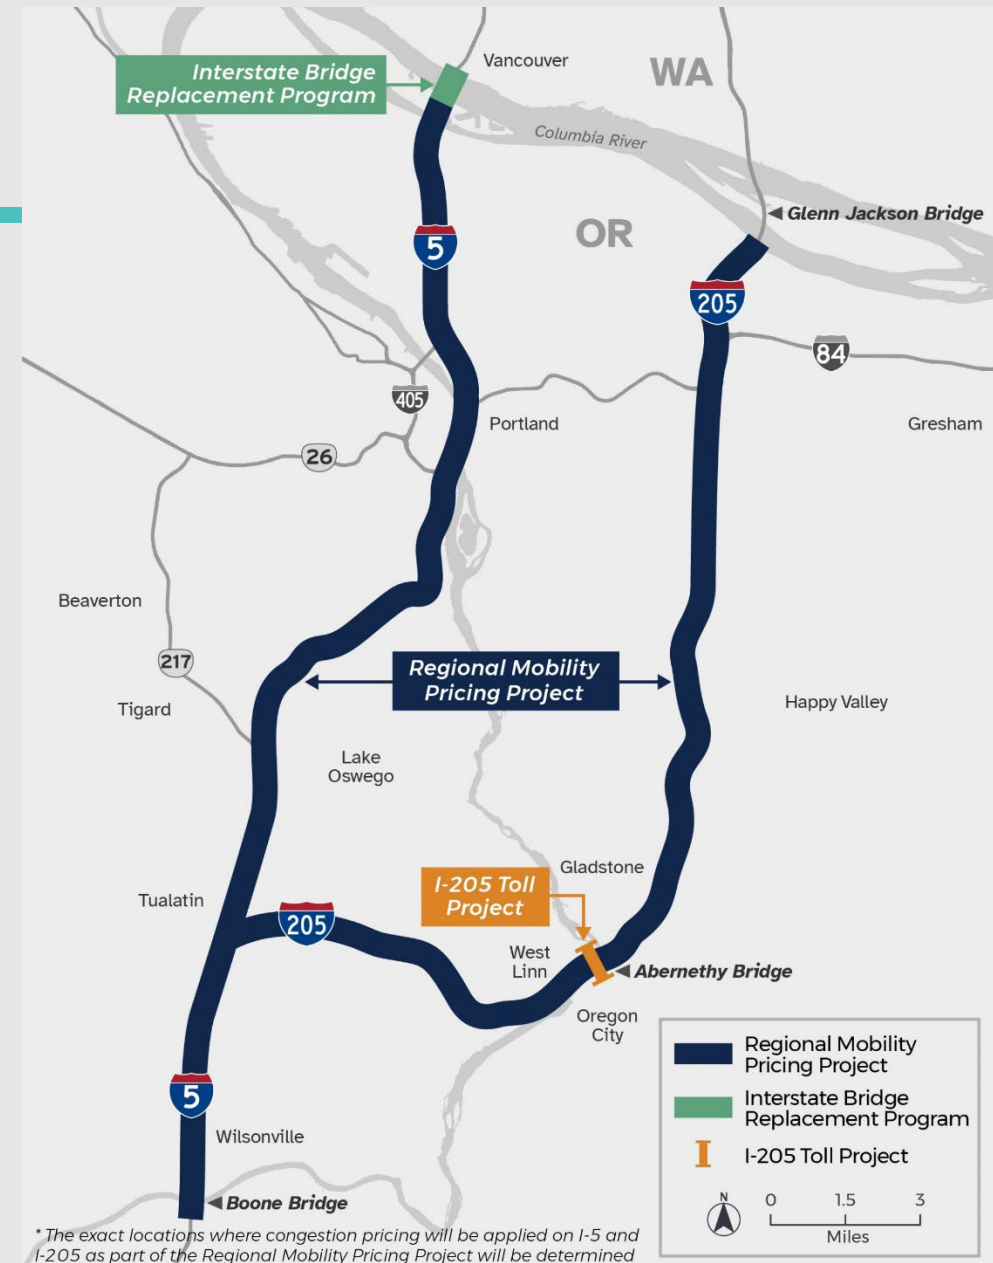 Interstate Bridge
Replacement Program
Vancouver
WA
Columbia River
Glenn Jackson Bridge
OR
5
205
84
405
Portland
Gresham
26
Beaverton
217
Regional Mobility
Pricing Project
Tigard
Happy Valley
Lake
Oswego
Gladstone
I-205 Toll
Project
Tualatin
205
West
Linn
Abernethy Bridge
Oregon
City
5
Wilsonville
Boone Bridge
Regional Mobility
Pricing Project
Interstate Bridge
Replacement Program
I-205 Toll Project
N
0 1.5 3
Miles
* The exact locations where congestion pricing will be applied on I-5 and
I-205 as part of the Regional Mobility Pricing Project will be determined